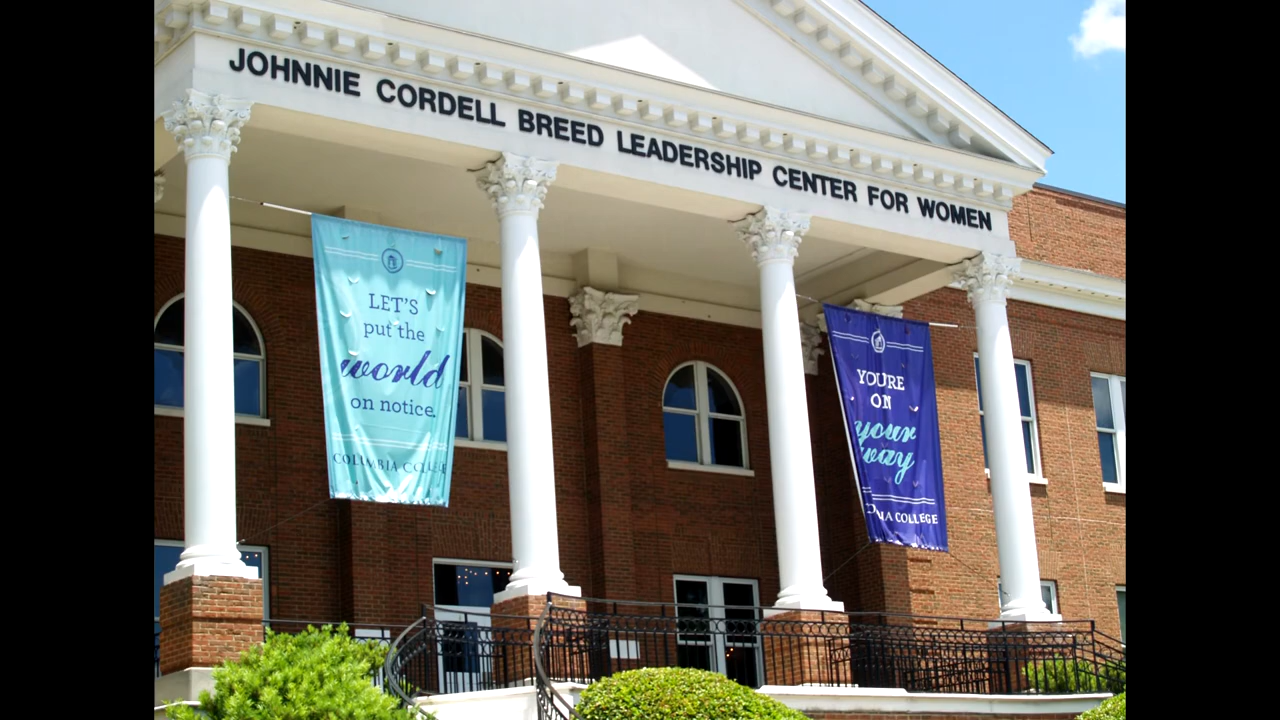 JOHNNIE CORDELL BREED LEADERSHIP CENTER FOR WOMEN
LET'S
put the
world
on notice.
COLUMBIA COLLEGE
YOU'RE
ON
your
way
COLLEGE